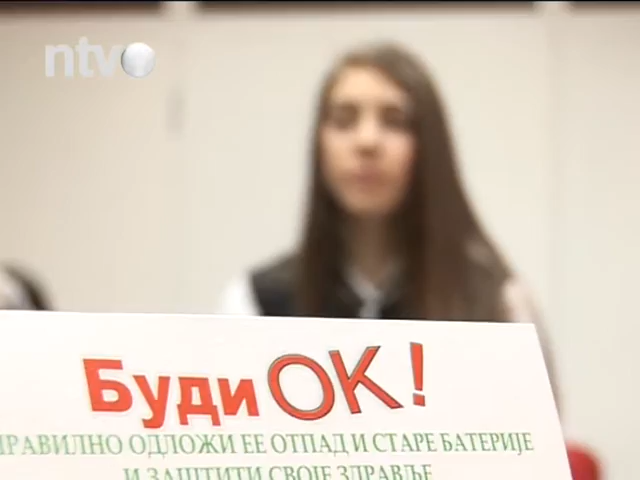 ntv
Буди ОК!
ПРАВИЛНО ОДЛОЖИ ЕЕ ОТПАД И СТАРЕ БАТЕРИЈЕ
И ЗАШТИТИ СВОЈЕ ЗДРАВЉЕ